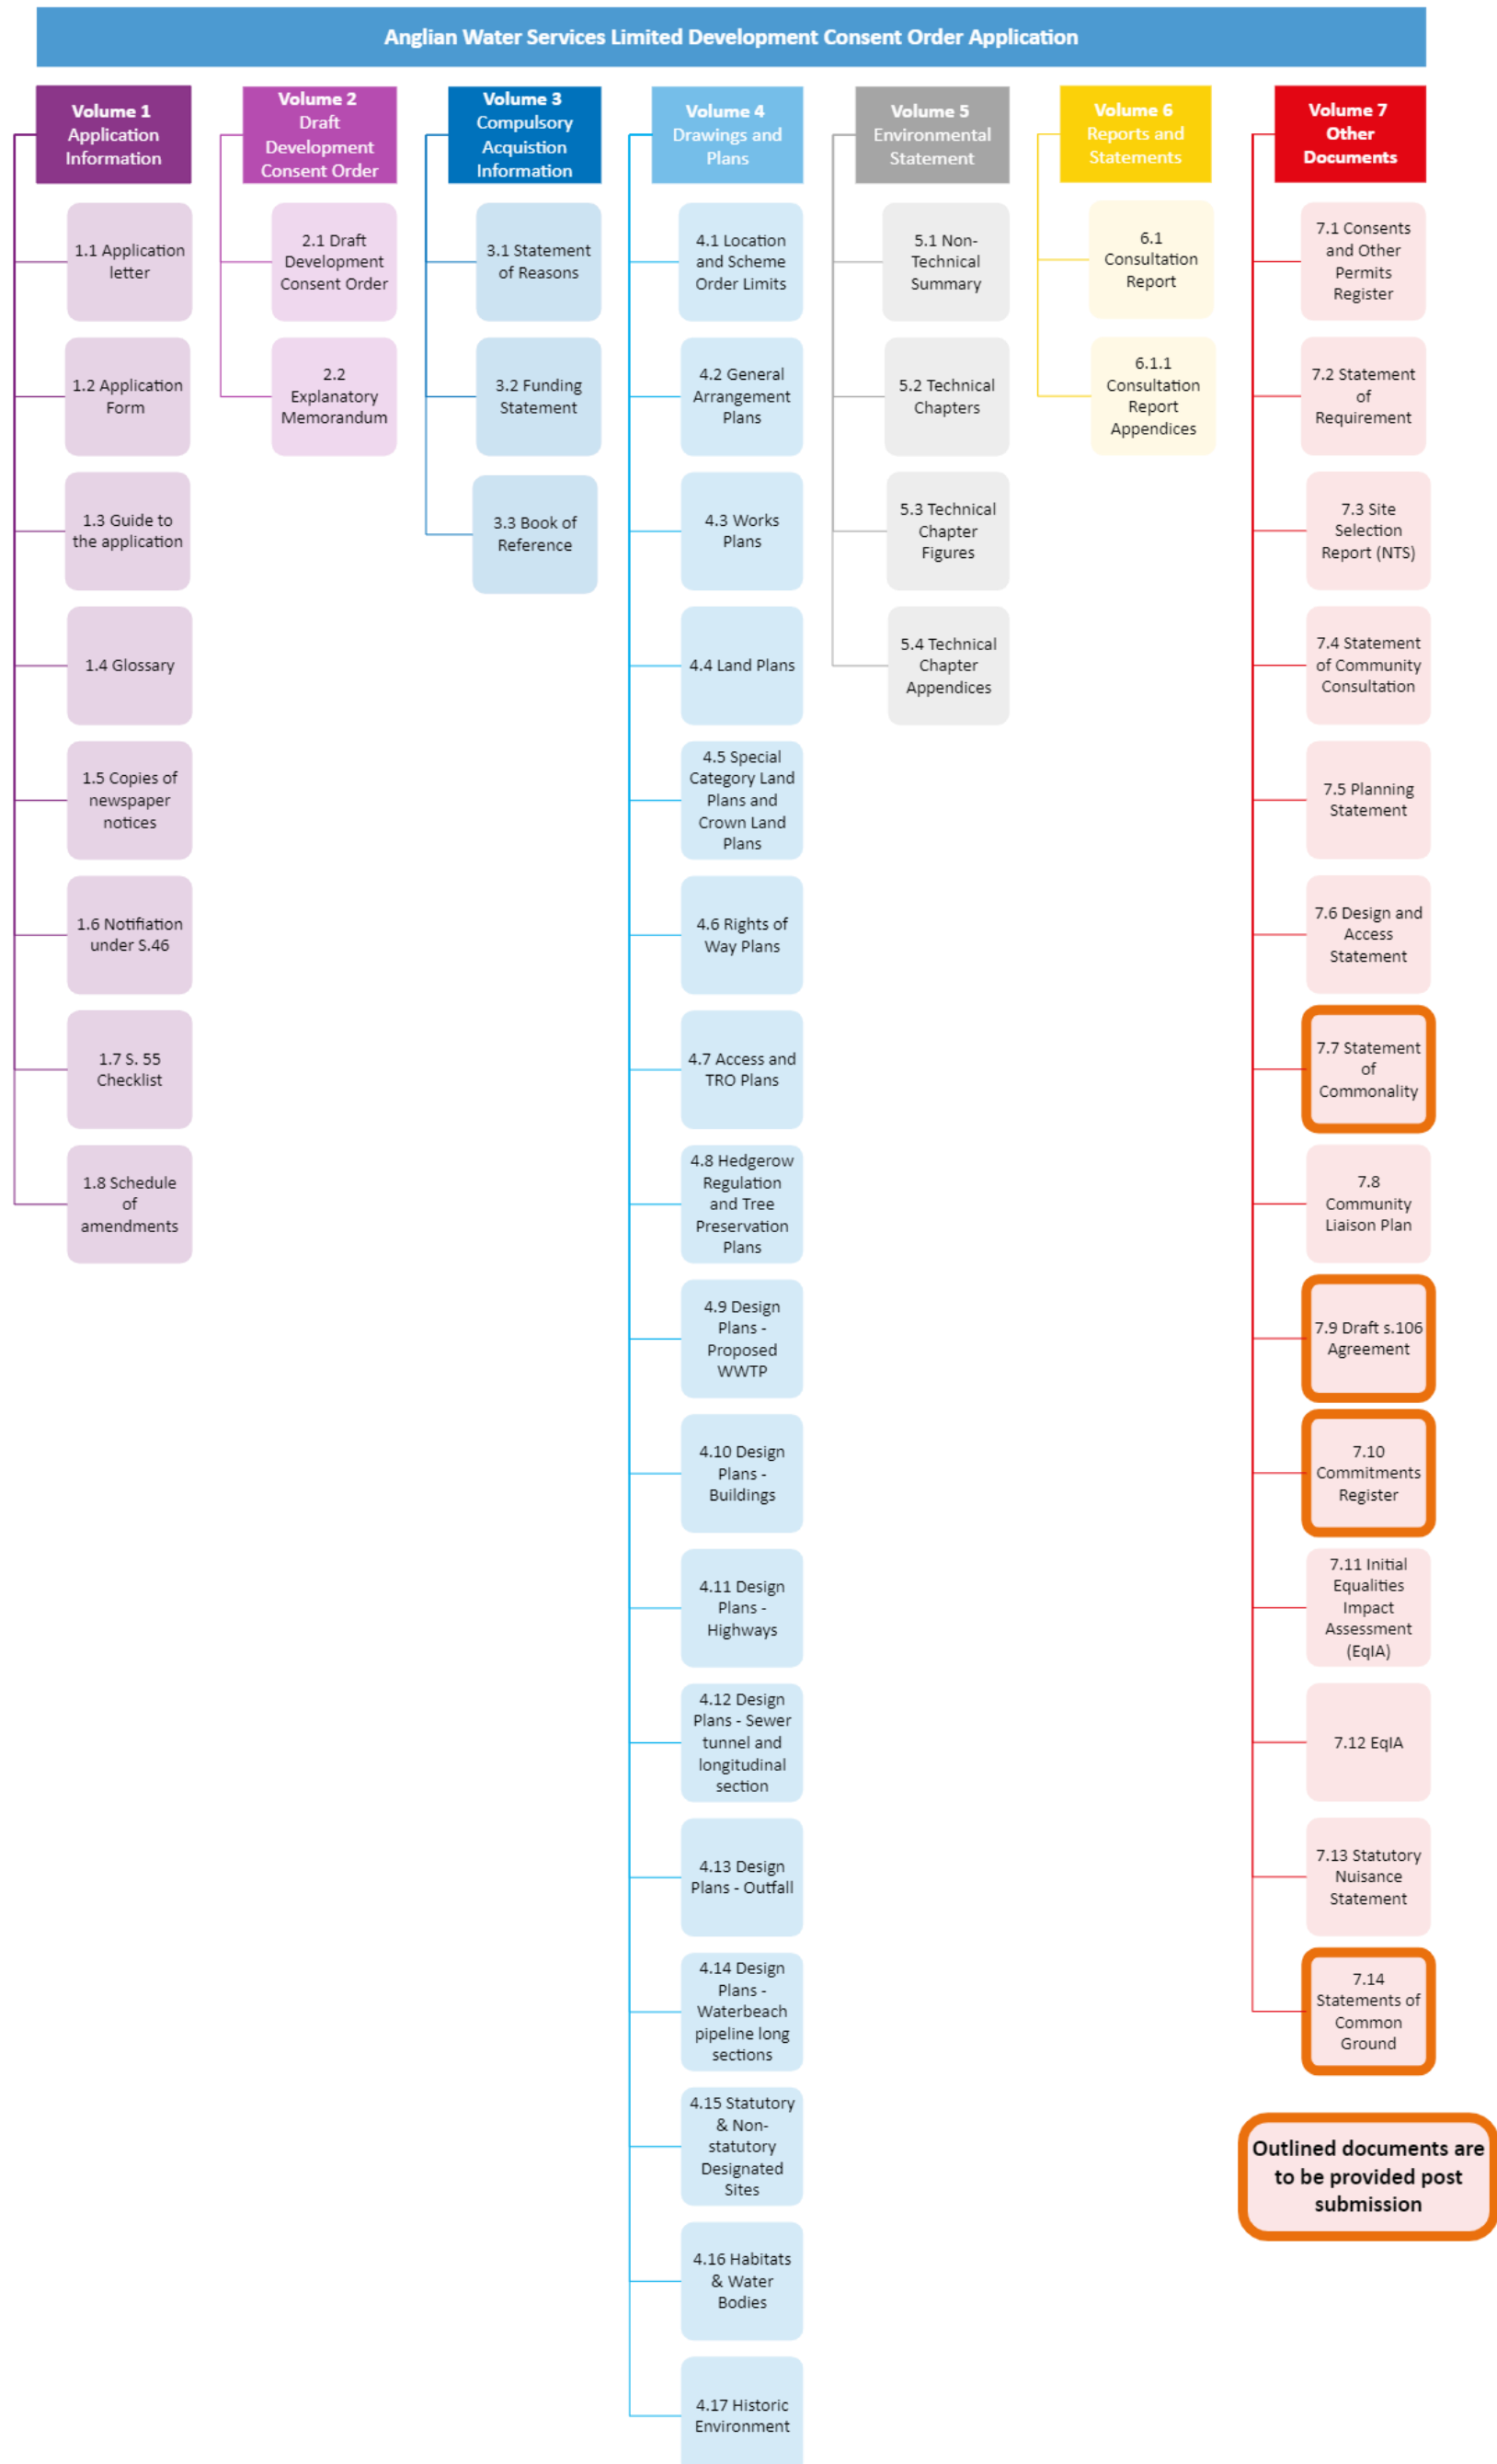 Anglian Water Services Limited Development Consent Order Application
Volume 1
Application
Information
1.1 Application
letter
1.2 Application
Form
1.3 Guide to
the application
1.4 Glossary
1.5 Copies of
newspaper
notices
1.6 Notifiation
under S.46
1.7 S. 55
Checklist
1.8 Schedule
of
amendments
Volume 2
Draft
Development
Consent Order
2.1 Draft
Development
Consent Order
2.2
Explanatory
Memorandum
Volume 3
Compulsory
Acquistion
Information
3.1 Statement
of Reasons
3.2 Funding
Statement
3.3 Book of
Reference
Volume 4
Drawings and
Plans
4.1 Location
and Scheme
Order Limits
4.2 General
Arrangement
Plans
4.3 Works
Plans
4.4 Land Plans
4.5 Special
Category Land
Plans and
Crown Land
Plans
4.6 Rights of
Way Plans
4.7 Access and
TRO Plans
4.8 Hedgerow
Regulation
and Tree
Preservation
Plans
4.9 Design
Plans -
Proposed
WWTP
4.10 Design
Plans -
Buildings
4.11 Design
Plans -
Highways
4.12 Design
Plans - Sewer
tunnel and
longitudinal
section
4.13 Design
Plans - Outfall
4.14 Design
Plans -
Waterbeach
pipeline long
sections
4.15 Statutory
& Non-
statutory
Designated
Sites
4.16 Habitats
& Water
Bodies
4.17 Historic
Environment
Volume 5
Environmental
Statement
5.1 Non-
Technical
Summary
5.2 Technical
Chapters
5.3 Technical
Chapter
Figures
5.4 Technical
Chapter
Appendices
Volume 6
Reports and
Statements
6.1
Consultation
Report
6.1.1
Consultation
Report
Appendices
Volume 7
Other
Documents
7.1 Consents
and Other
Permits
Register
7.2 Statement
of
Requirement
7.3 Site
Selection
Report (NTS)
7.4 Statement
of Community
Consultation
7.5 Planning
Statement
7.6 Design and
Access
Statement
7.7 Statement
of
Commonality
7.8
Community
Liaison Plan
7.9 Draft s.106
Agreement
7.10
Commitments
Register
7.11 Initial
Equalities
Impact
Assessment
(EqIA)
7.12 EqIA
7.13 Statutory
Nuisance
Statement
7.14
Statements of
Common
Ground
Outlined documents are
to be provided post
submission